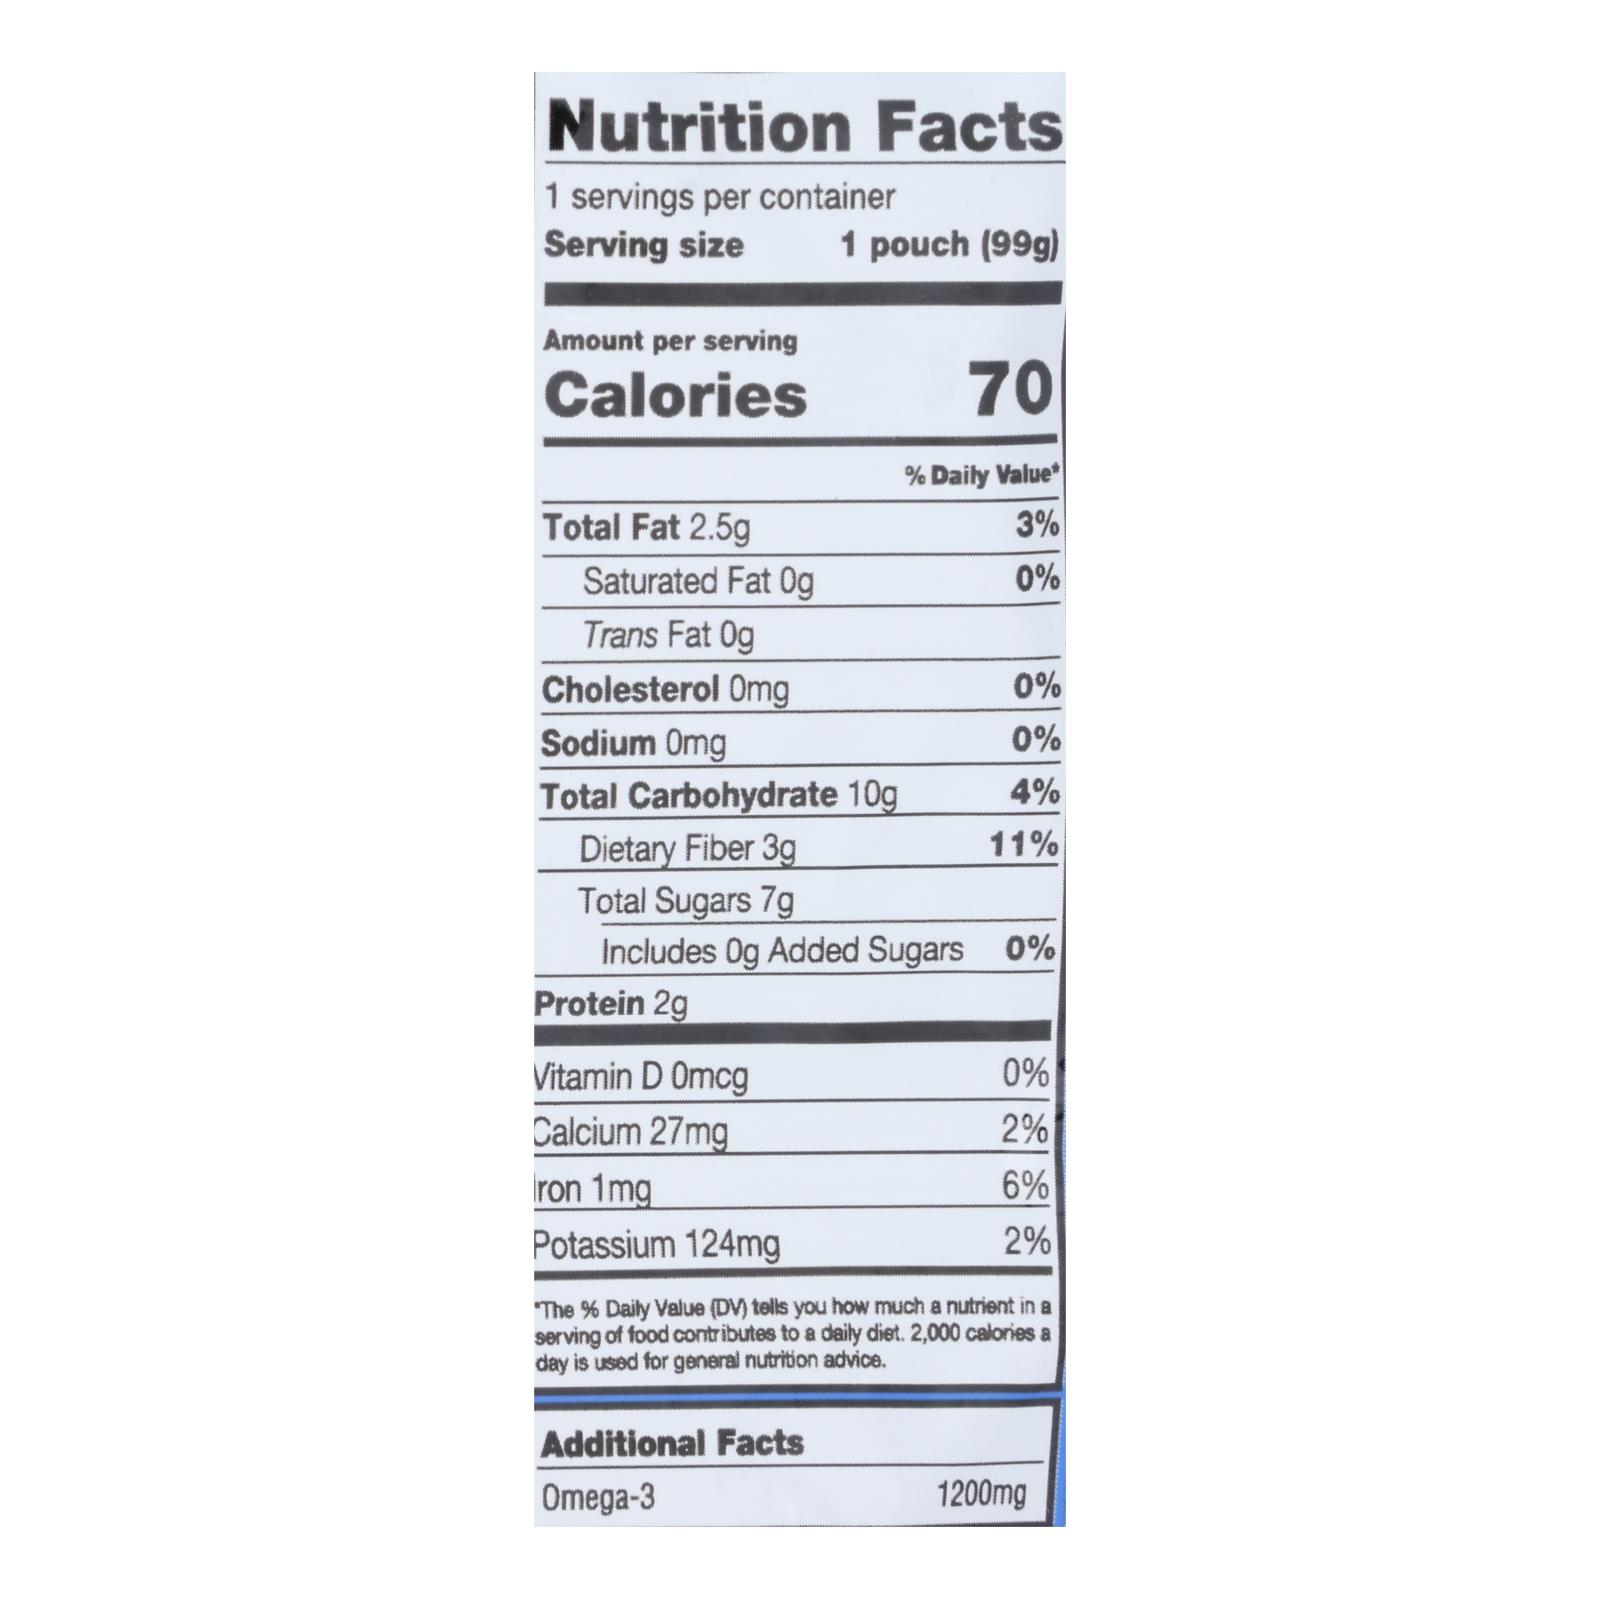 Nutrition Facts
1 servings per container
Serving size 1 pouch (99g)
Amount per serving
Calories 70
% Daily Value*
Total Fat 2.5g 3%
Saturated Fat 0g 0%
Trans Fat 0g
Cholesterol 0mg 0%
Sodium 0mg 0%
Total Carbohydrate 10g 4%
Dietary Fiber 3g 11%
Total Sugars 7g
Includes 0g Added Sugars 0%
Protein 2g
Vitamin D 0mcg 0%
Calcium 27mg 2%
Iron 1mg 6%
Potassium 124mg 2%
*The % Daily Value (DV) tells you how much a nutrient in a
serving of food contributes to a daily diet. 2,000 calories a
day is used for general nutrition advice.
Additional Facts
Omega-3 1200mg